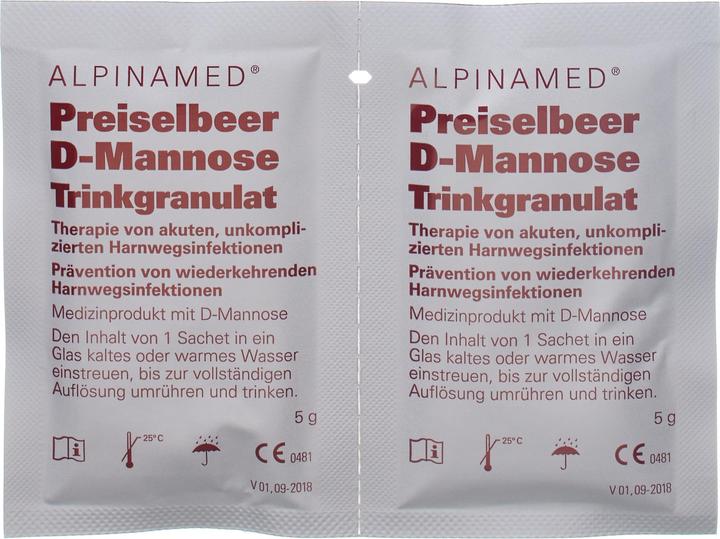 ALPINAMED®
Preiselbeer
D-Mannose
Trinkgranulat
Therapie von akuten, unkompli-
zierten Harnwegsinfektionen
Prävention von wiederkehrenden
Harnwegsinfektionen
Medizinprodukt mit D-Mannose
Den Inhalt von 1 Sachet in ein
Glas kaltes oder warmes Wasser
einstreuen, bis zur vollständigen
Auflösung umrühren und trinken.
5 g
25°C
CE 0481
V 01, 09-2018
ALPINAMED®
Preiselbeer
D-Mannose
Trinkgranulat
Therapie von akuten, unkompli-
zierten Harnwegsinfektionen
Prävention von wiederkehrenden
Harnwegsinfektionen
Medizinprodukt mit D-Mannose
Den Inhalt von 1 Sachet in ein
Glas kaltes oder warmes Wasser
einstreuen, bis zur vollständigen
Auflösung umrühren und trinken.
5 g
25°C
CE 0481
V 01, 09-2018